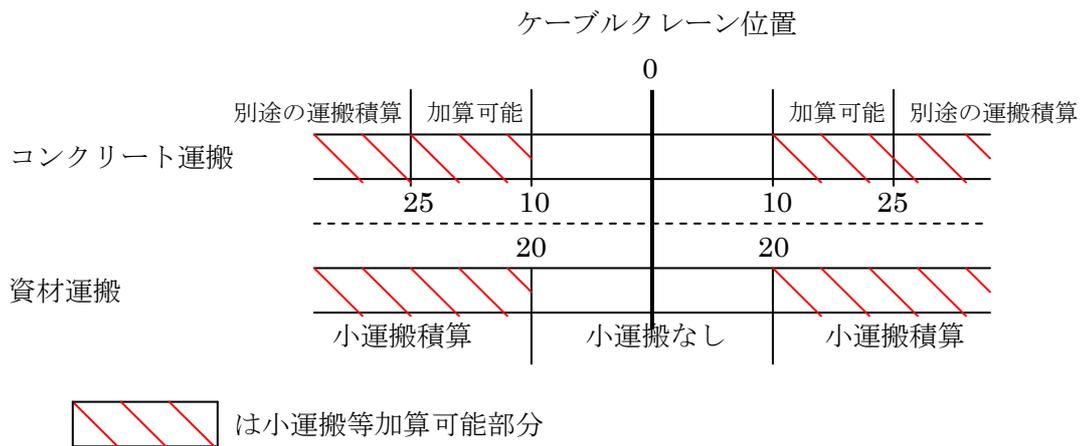 ケーブルクレーン位置
0
別途の運搬積算 加算可能 加算可能 別途の運搬積算
コンクリート運搬
25 10 10 25
20 20
資材運搬
小運搬積算 小運搬なし 小運搬積算
は小運搬等加算可能部分